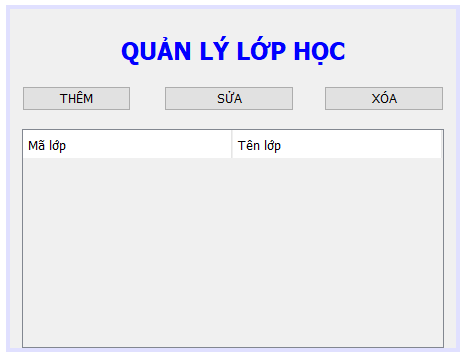 QUẢN LÝ LỚP HỌC
THÊM SỬA XÓA
Mã lớp Tên lớp